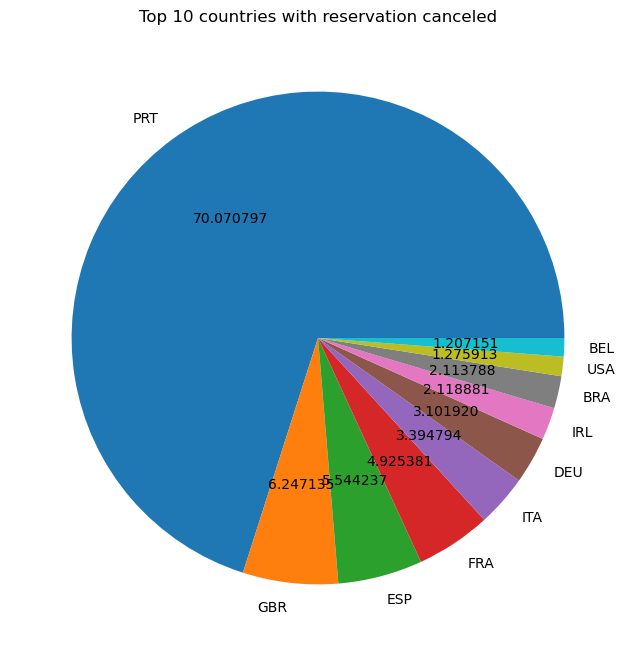 Top 10 countries with reservation canceled
PRT
70.070797
1.207151
BEL
1.275913
USA
2.113788
BRA
2.118881
IRL
3.101920
DEU
3.394794
ITA
4.925381
FRA
5.544237
ESP
6.247135
GBR